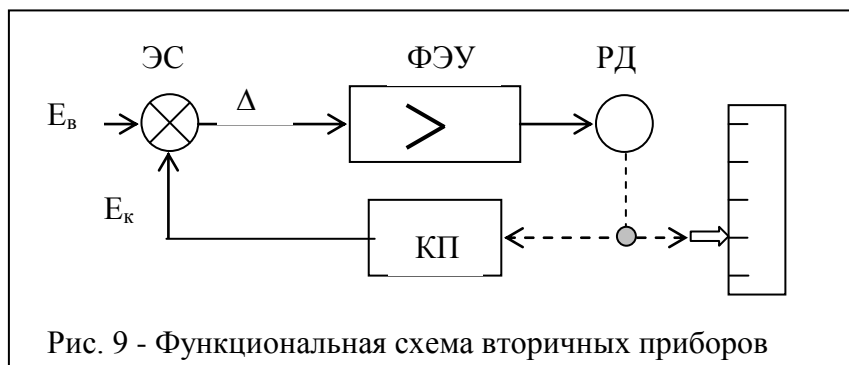 ЭС ФЭУ РД
Eв Δ >
Eк КП
Рис. 9 - Функциональная схема вторичных приборов